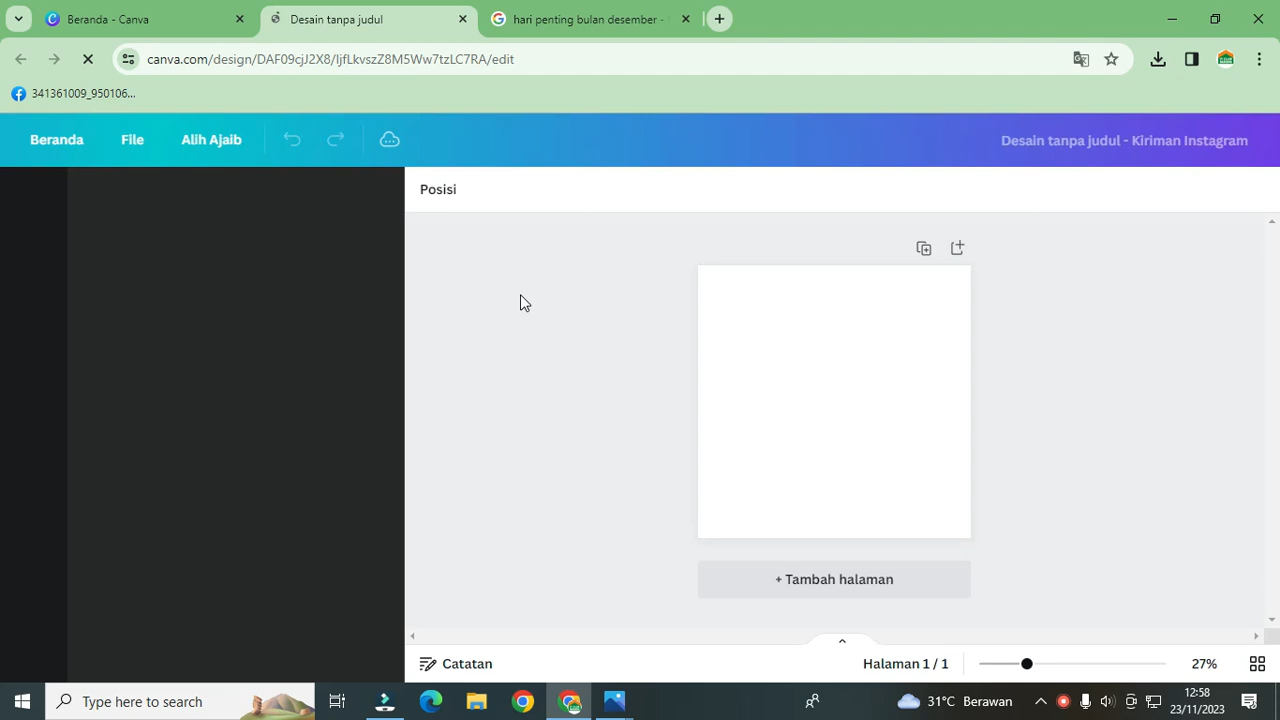 Beranda - Canva
Desain tanpa judul
hari penting bulan desember -
canva.com/design/DAF09cjJ2X8/IjfLkvszZ8M5Ww7tzLC7RA/edit
341361009_950106...
Beranda
File
Alih Ajaib
Desain tanpa judul - Kiriman Instagram
Posisi
+ Tambah halaman
Catatan
Halaman 1 / 1
27%
Type here to search
31°C Berawan
12:58
23/11/2023